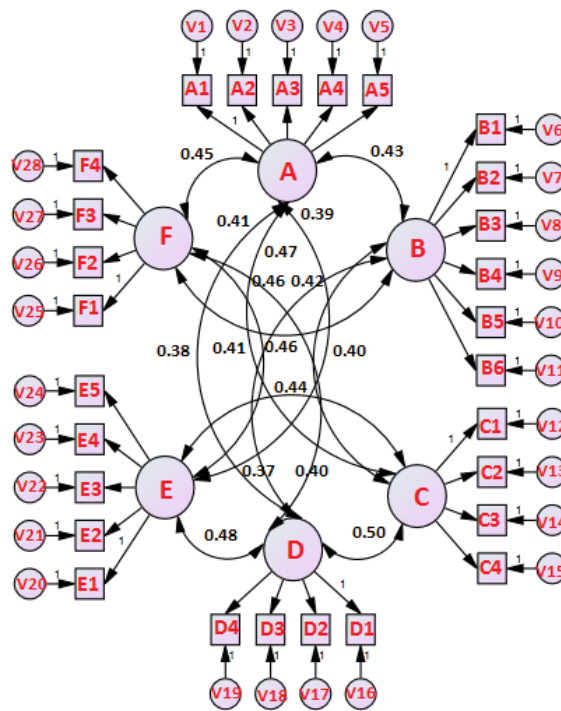 V1 V2 V3 V4 V5
1 1 1 1 1
A1 A2 A3 A4 A5
1
B1 1 V6
V28 1 F4
0.45 A 0.43
1
B2 1 V7
V27 1 F3
0.41 0.39
F B
B3 1 V8
V26 1 F2
0.47
0.46 0.42
B4 1 V9
1
V25 1 F1
B5 1 V10
0.38 0.41 0.46 0.40
B6 1 V11
V24 1 E5
0.44
C1 1 V12
1
V23 1 E4
C2 1 V13
0.37 0.40
V22 1 E3 E C
C3 1 V14
V21 1 E2
0.48 D 0.50
C4 1 V15
1
V20 1 E1
1
D4 D3 D2 D1
1 1 1 1
V19 V18 V17 V16